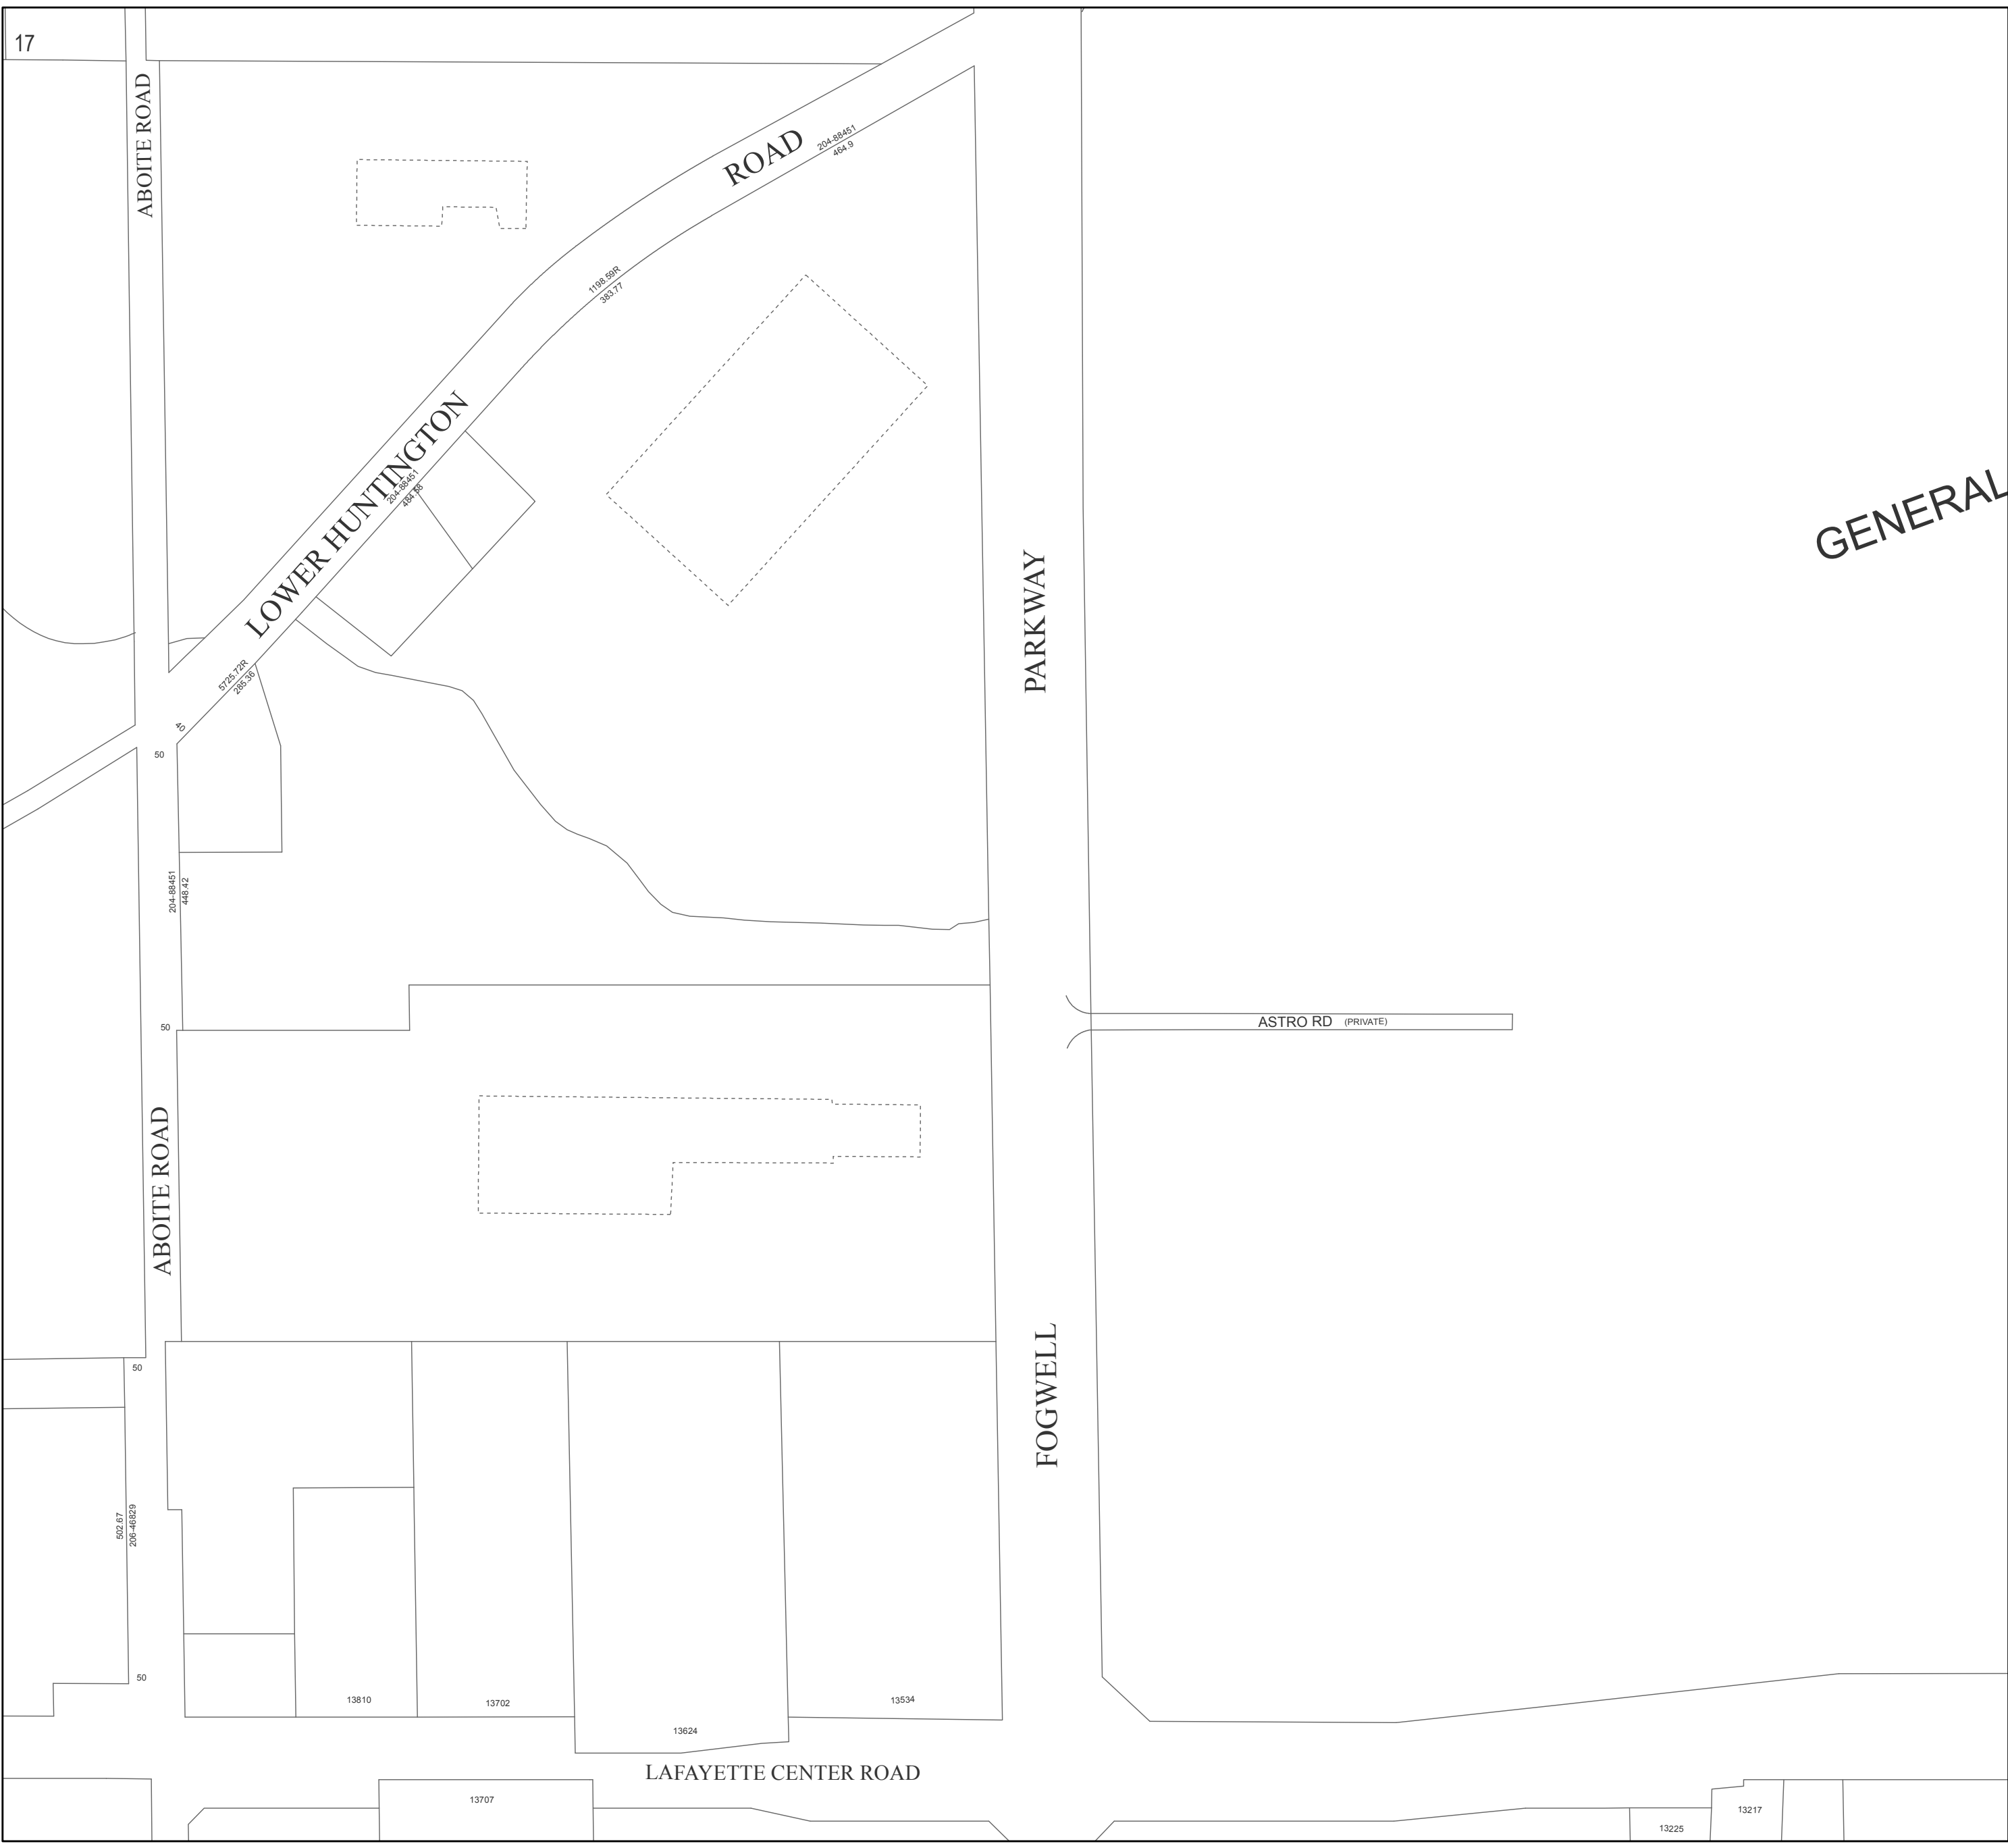 17
ABOITE ROAD
ROAD
204-88451
464.9
1198.59R
383.77
LOWER HUNTINGTON
204-88451
484.58
GENERAL
PARKWAY
5725.72R
285.36
40
50
204-88451
448.42
50
ASTRO RD (PRIVATE)
ABOITE ROAD
FOGWELL
50
502.67
206-46829
50
13810
13702
13624
13534
LAFAYETTE CENTER ROAD
13707
13225
13217